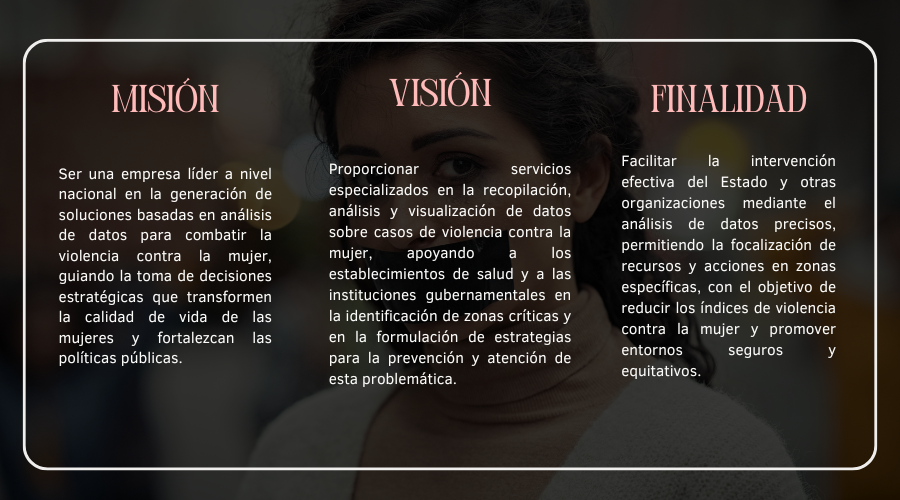 MISIÓN
Ser una empresa líder a nivel
nacional en la generación de
soluciones basadas en análisis
de datos para combatir la
violencia contra la mujer,
guiando la toma de decisiones
estratégicas que transformen
la calidad de vida de las
mujeres y fortalezcan las
políticas públicas.
VISIÓN
Proporcionar servicios
especializados en la recopilación,
análisis y visualización de datos
sobre casos de violencia contra la
mujer, apoyando a los
establecimientos de salud y a las
instituciones gubernamentales en
la identificación de zonas críticas y
en la formulación de estrategias
para la prevención y atención de
esta problemática.
FINALIDAD
Facilitar la intervención
efectiva del Estado y otras
organizaciones mediante el
análisis de datos precisos,
permitiendo la focalización de
recursos y acciones en zonas
específicas, con el objetivo de
reducir los índices de violencia
contra la mujer y promover
entornos seguros y
equitativos.